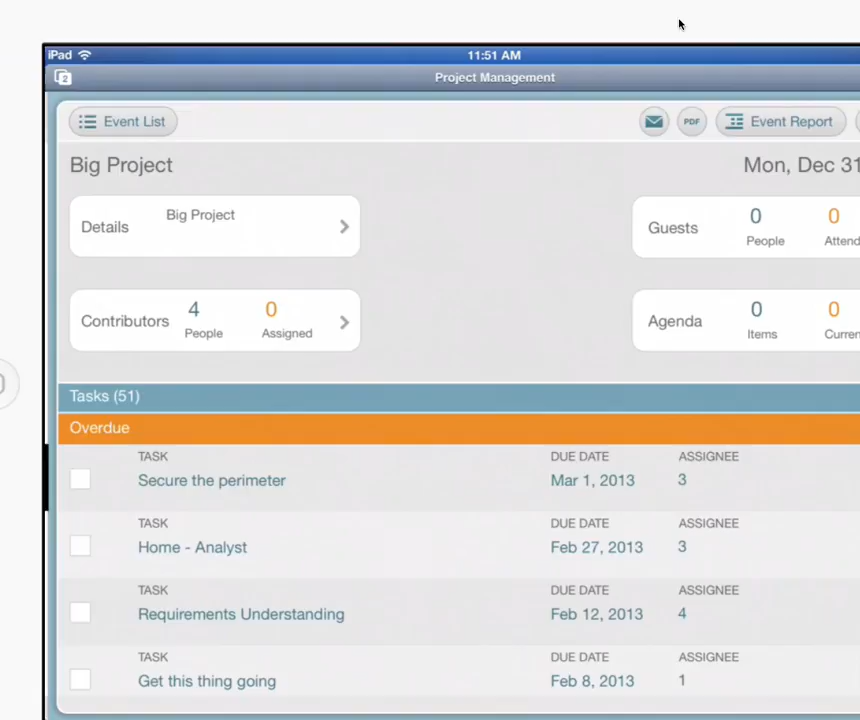 iPad 11:51 AM
2 Project Management
Event List PDF Event Report
Big Project Mon, Dec 31
Details Big Project Guests 0 People 0 Attend
Contributors 4 People 0 Assigned Agenda 0 Items 0 Curren
Tasks (51)
Overdue
TASK DUE DATE ASSIGNEE
Secure the perimeter Mar 1, 2013 3
TASK DUE DATE ASSIGNEE
Home - Analyst Feb 27, 2013 3
TASK DUE DATE ASSIGNEE
Requirements Understanding Feb 12, 2013 4
TASK DUE DATE ASSIGNEE
Get this thing going Feb 8, 2013 1